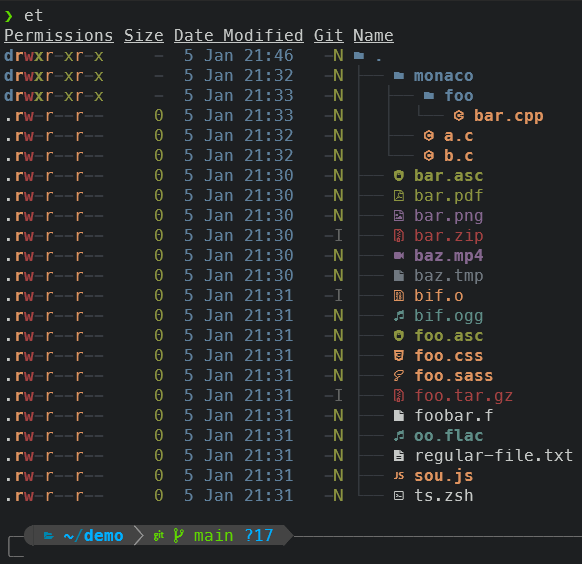 ❯ et
Permissions Size Date Modified Git Name
drwxr-xr-x - 5 Jan 21:46 -N .
drwxr-xr-x - 5 Jan 21:32 -N monaco
drwxr-xr-x - 5 Jan 21:33 -N foo
.rw-r--r-- 0 5 Jan 21:33 -N bar.cpp
.rw-r--r-- 0 5 Jan 21:32 -N a.c
.rw-r--r-- 0 5 Jan 21:32 -N b.c
.rw-r--r-- 0 5 Jan 21:30 -N bar.asc
.rw-r--r-- 0 5 Jan 21:30 -N bar.pdf
.rw-r--r-- 0 5 Jan 21:30 -N bar.png
.rw-r--r-- 0 5 Jan 21:30 -I bar.zip
.rw-r--r-- 0 5 Jan 21:30 -N baz.mp4
.rw-r--r-- 0 5 Jan 21:30 -N baz.tmp
.rw-r--r-- 0 5 Jan 21:31 -I bif.o
.rw-r--r-- 0 5 Jan 21:31 -N bif.ogg
.rw-r--r-- 0 5 Jan 21:31 -N foo.asc
.rw-r--r-- 0 5 Jan 21:31 -N foo.css
.rw-r--r-- 0 5 Jan 21:31 -N foo.sass
.rw-r--r-- 0 5 Jan 21:31 -I foo.tar.gz
.rw-r--r-- 0 5 Jan 21:31 -N foobar.f
.rw-r--r-- 0 5 Jan 21:31 -N oo.flac
.rw-r--r-- 0 5 Jan 21:31 -N regular-file.txt
.rw-r--r-- 0 5 Jan 21:31 -N JS sou.js
.rw-r--r-- 0 5 Jan 21:31 -N ts.zsh
~/demo git main ?17